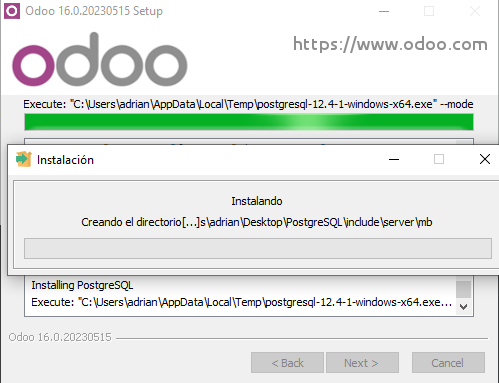 Odoo 16.0.20230515 Setup
odoo
https://www.odoo.com
Execute: "C:\Users\adrian\AppData\Local\Temp\postgresql-12.4-1-windows-x64.exe" --mode
Instalación
Instalando
Creando el directorio[...]s\adrian\Desktop\PostgreSQL\include\server\mb
Installing PostgreSQL
Execute: "C:\Users\adrian\AppData\Local\Temp\postgresql-12.4-1-windows-x64.exe...
Odoo 16.0.20230515
< Back
Next >
Cancel